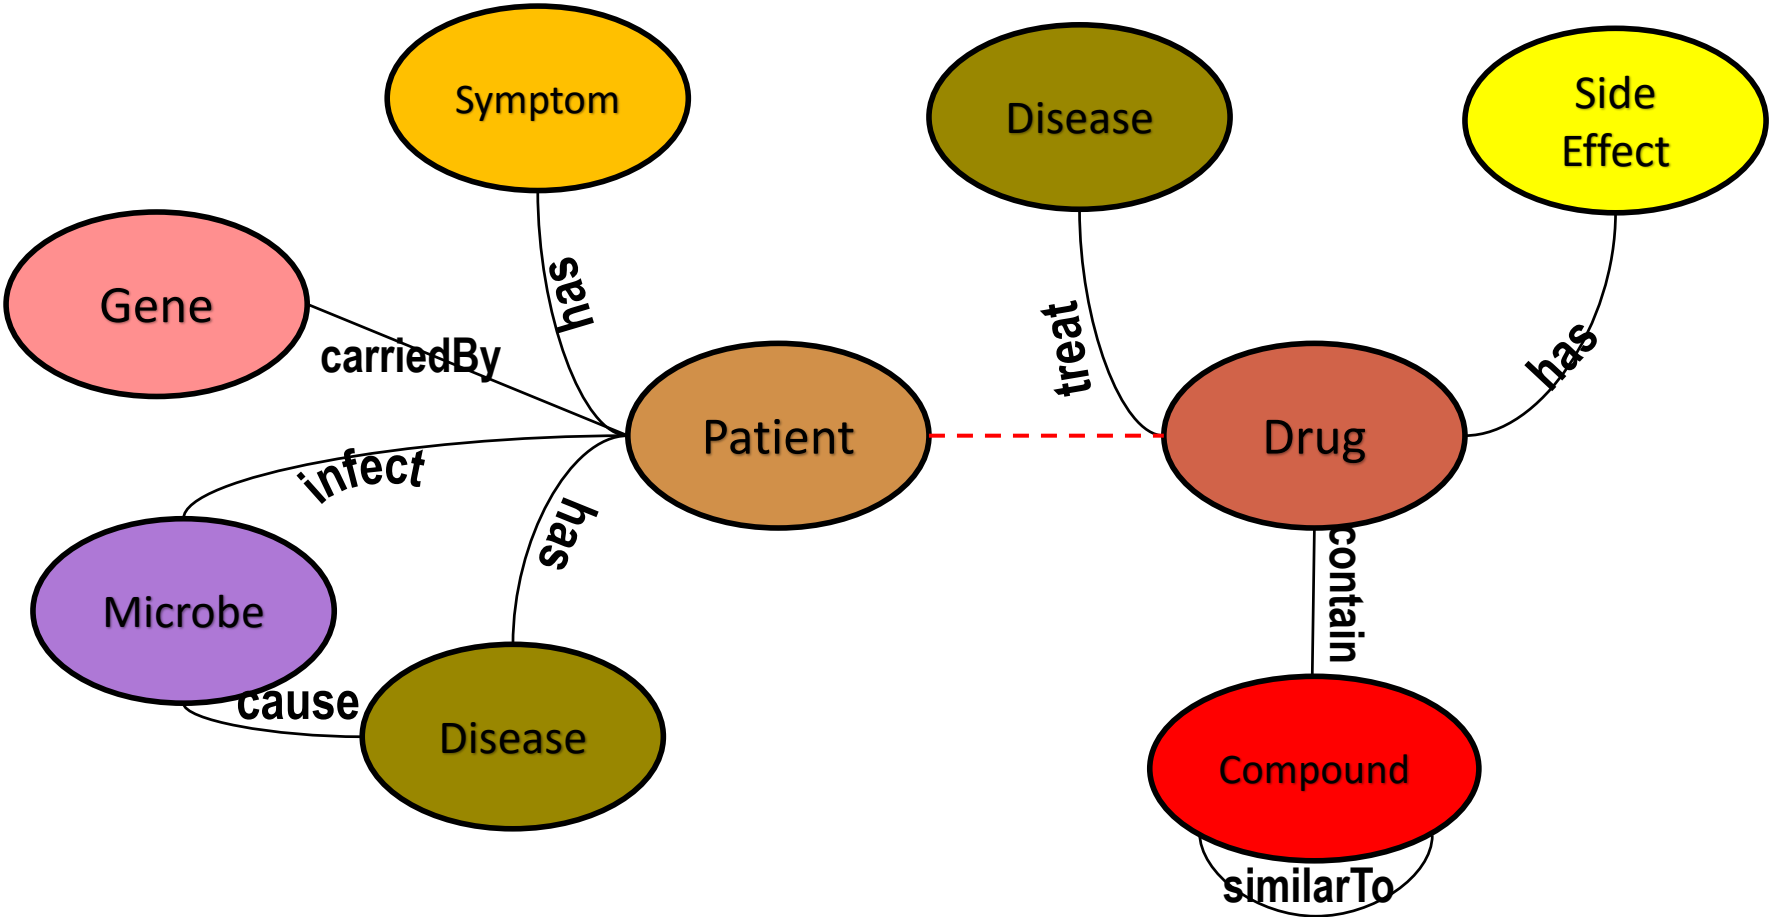 Symptom
Disease
Side
Effect
has
Gene
carriedBy
treat
has
Patient
Drug
infect
has
contain
Microbe
cause
Disease
Compound
similarTo